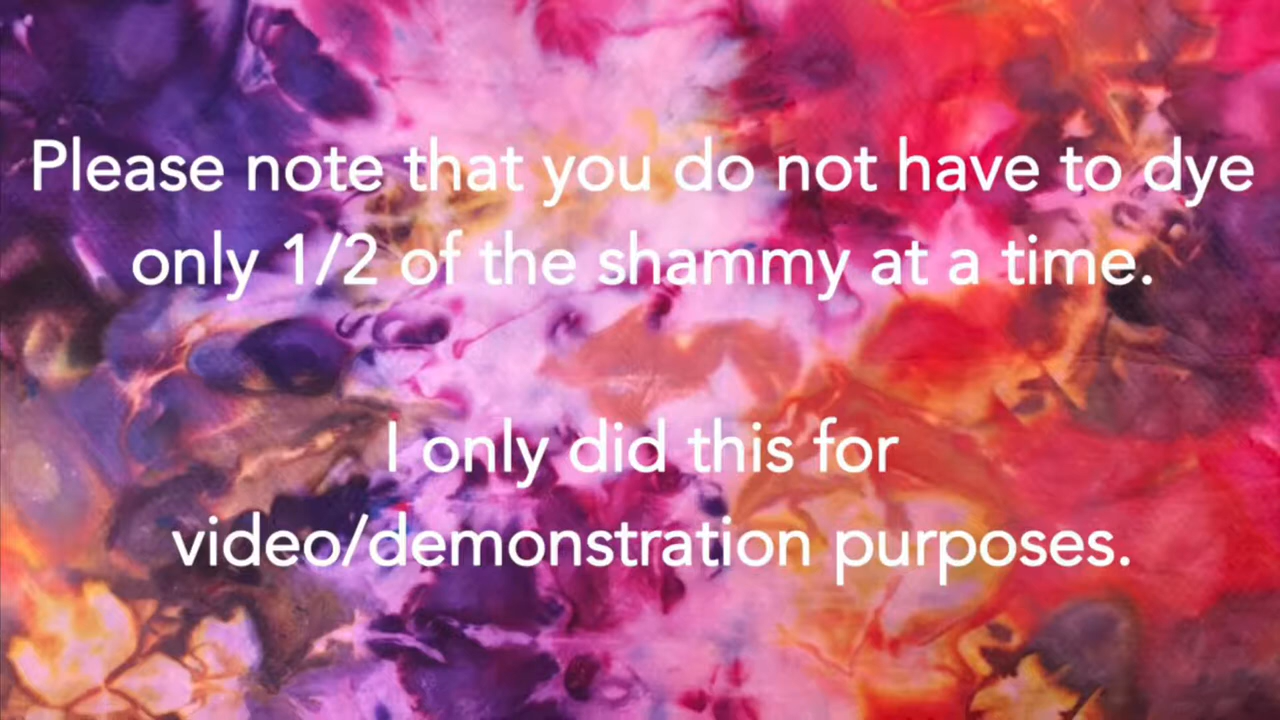 Please note that you do not have to dye
only 1/2 of the shammy at a time.
I only did this for
video/demonstration purposes.